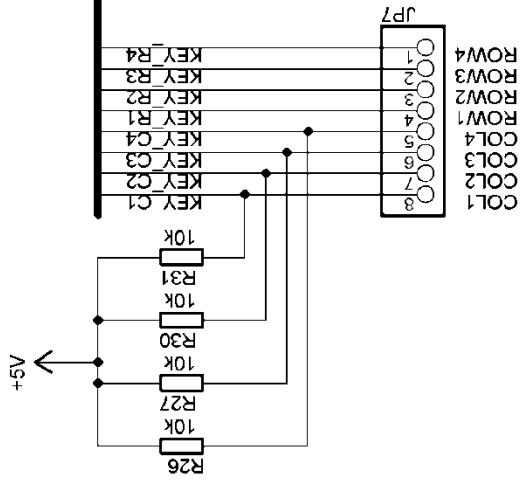 JP7
KEY_R4 1 ROW4
KEY_R3 2 ROW3
KEY_R2 3 ROW2
KEY_R1 4 ROW1
KEY_C4 5 COL4
KEY_C3 6 COL3
KEY_C2 7 COL2
KEY_C1 8 COL1
10k
R31
10k
R30
+5V
10k
R27
10k
R26